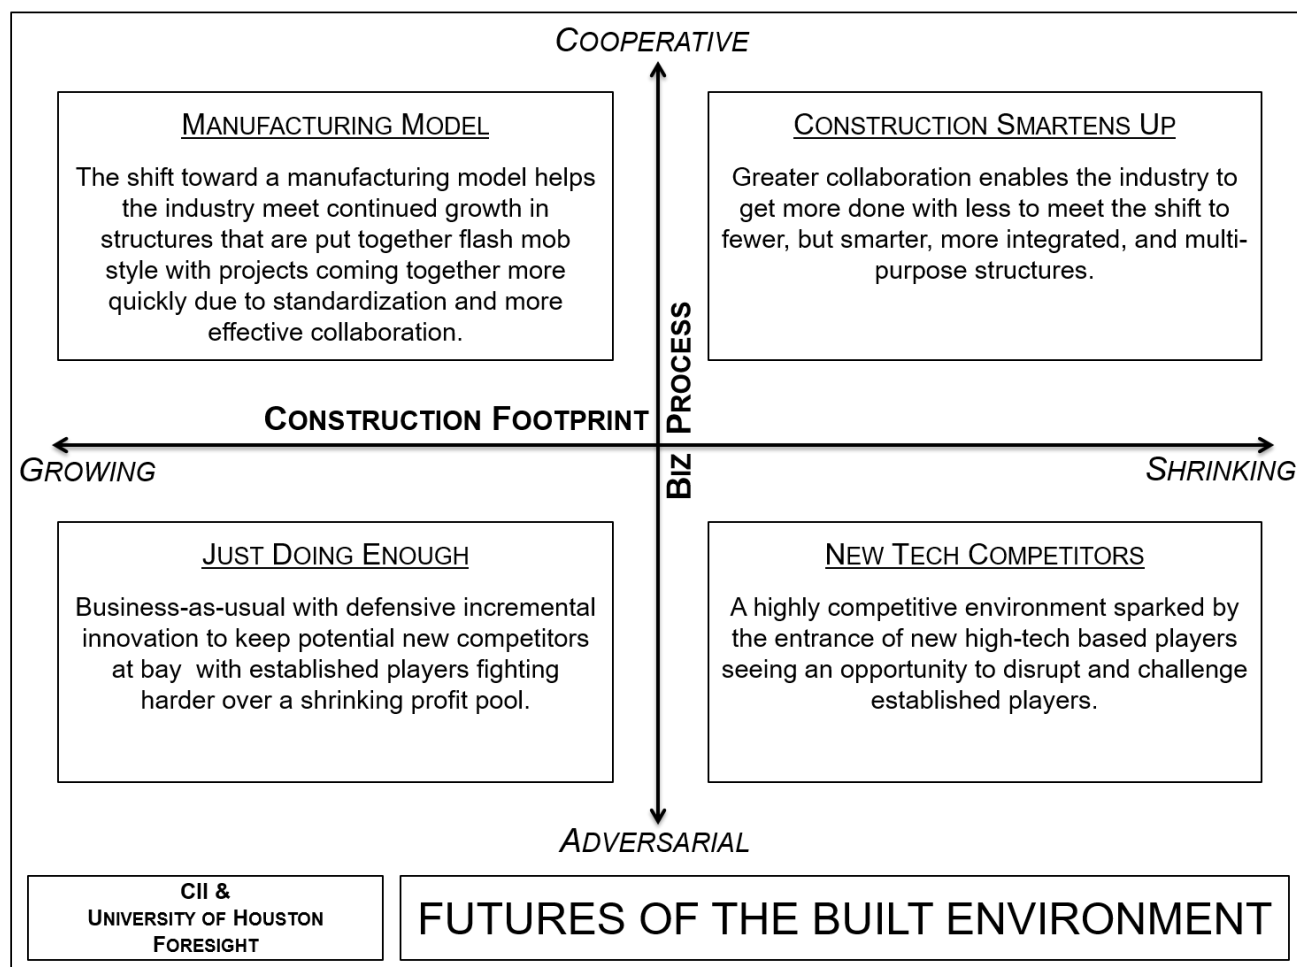 COOPERATIVE
MANUFACTURING MODEL
The shift toward a manufacturing model helps
the industry meet continued growth in
structures that are put together flash mob
style with projects coming together more
quickly due to standardization and more
effective collaboration.
CONSTRUCTION SMARTENS UP
Greater collaboration enables the industry to
get more done with less to meet the shift to
fewer, but smarter, more integrated, and multi-
purpose structures.
CONSTRUCTION FOOTPRINT
BIZ PROCESS
GROWING
SHRINKING
JUST DOING ENOUGH
Business-as-usual with defensive incremental
innovation to keep potential new competitors
at bay  with established players fighting
harder over a shrinking profit pool.
NEW TECH COMPETITORS
A highly competitive environment sparked by
the entrance of new high-tech based players
seeing an opportunity to disrupt and challenge
established players.
ADVERSARIAL
CII &
UNIVERSITY OF HOUSTON
FORESIGHT
FUTURES OF THE BUILT ENVIRONMENT